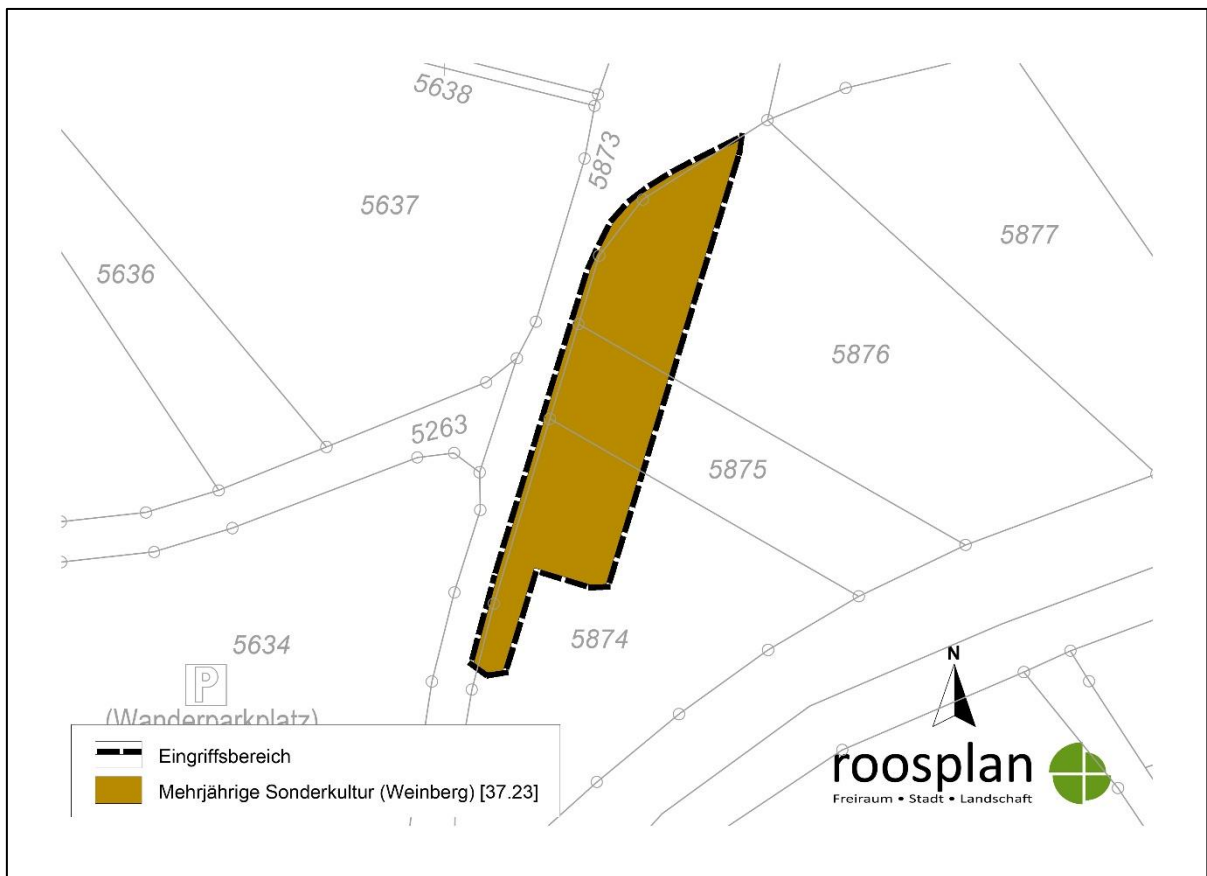 5638
5873
5637
5877
5636
5876
5263
5875
5634
5874
P
(Wanderparkplatz)
N
Eingriffsbereich
Mehrjährige Sonderkultur (Weinberg) [37.23]
roosplan
Freiraum • Stadt • Landschaft